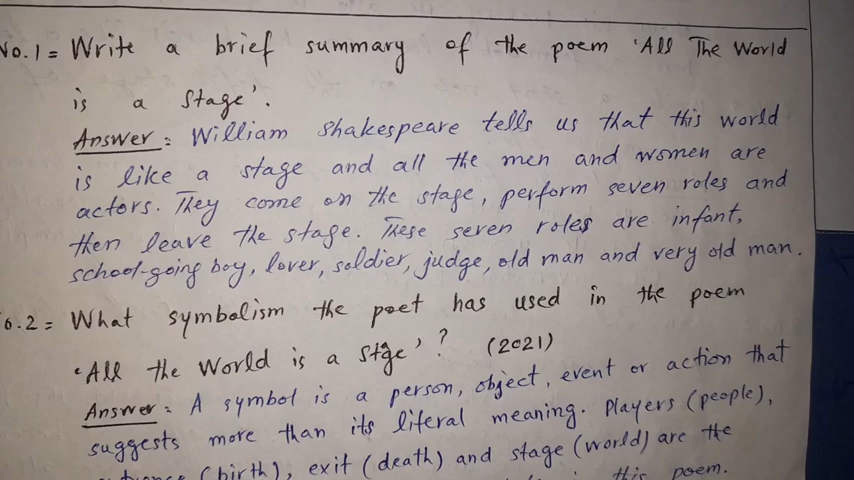 No.1 = Write a brief summary of the poem 'All The World
is a Stage'.
Answer: William Shakespeare tells us that this world
is like a stage and all the men and women are
actors. They come on the stage, perform seven roles and
then leave the stage. These seven roles are infant,
school-going boy, lover, soldier, judge, old man and very old man.
o.2 = What symbolism the poet has used in the poem
'All the World is a Stge'? (2021)
Answer: A symbol is a person, object, event or action that
suggests more than its literal meaning. Players (people),
(birth), exit (death) and stage (world) are the
this poem.